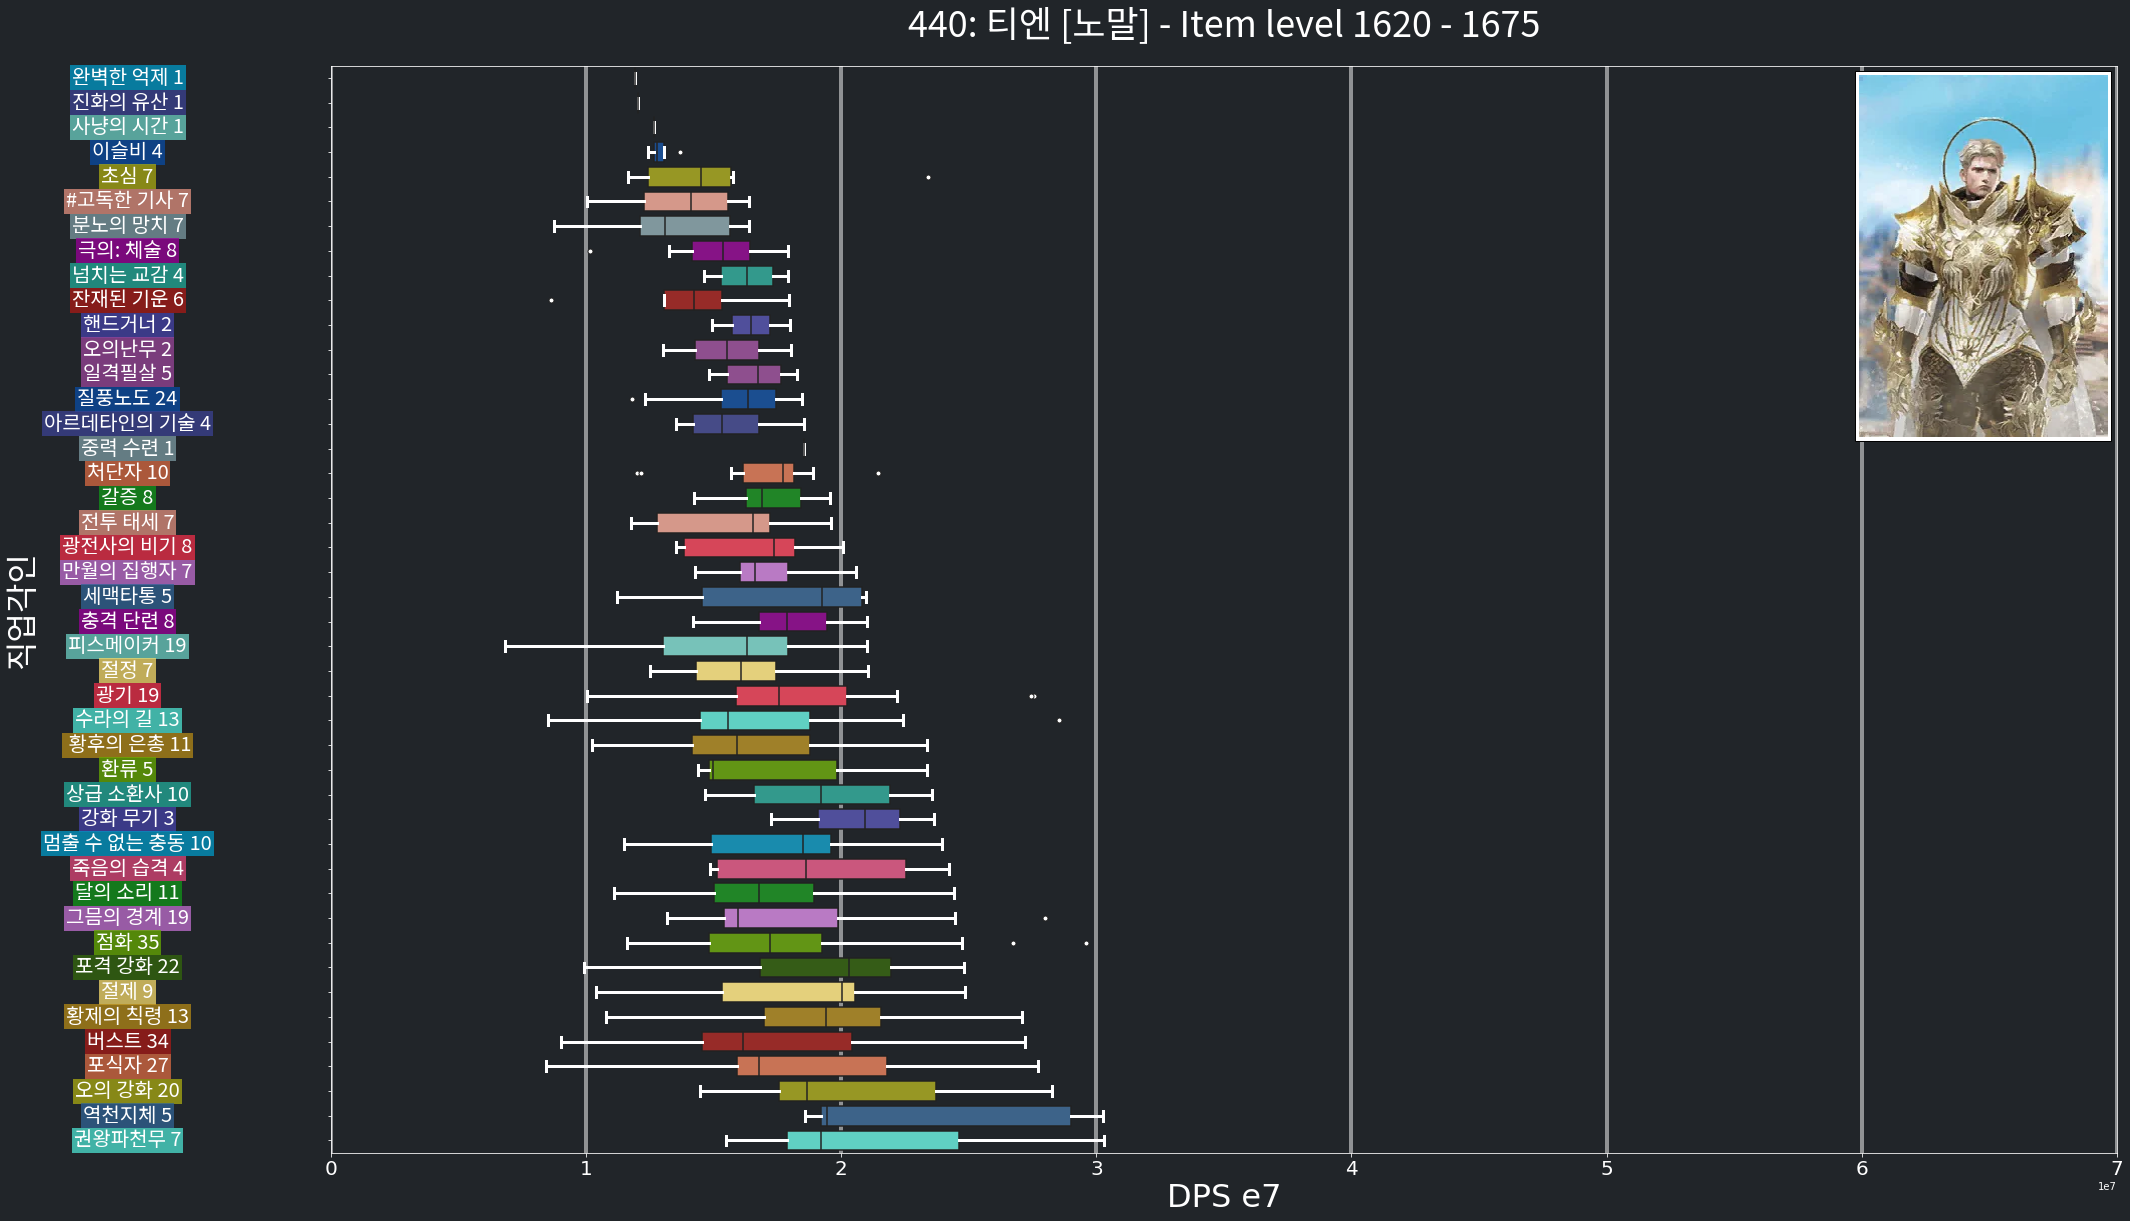 440: 티엔 [노말] - Item level 1620 - 1675
직업각인
완벽한 억제 1
진화의 유산 1
사냥의 시간 1
이슬비 4
초심 7
#고독한 기사 7
분노의 망치 7
극의: 체술 8
넘치는 교감 4
잔재된 기운 6
핸드거너 2
오의난무 2
일격필살 5
질풍노도 24
아르데타인의 기술 4
중력 수련 1
처단자 10
갈증 8
전투 태세 7
광전사의 비기 8
만월의 집행자 7
세맥타통 5
충격 단련 8
피스메이커 19
절정 7
광기 19
수라의 길 13
황후의 은총 11
환류 5
상급 소환사 10
강화 무기 3
멈출 수 없는 충동 10
죽음의 습격 4
달의 소리 11
그믐의 경계 19
점화 35
포격 강화 22
절제 9
황제의 칙령 13
버스트 34
포식자 27
오의 강화 20
역천지체 5
권왕파천무 7
0 1 2 3 4 5 6 7
1e7
DPS e7